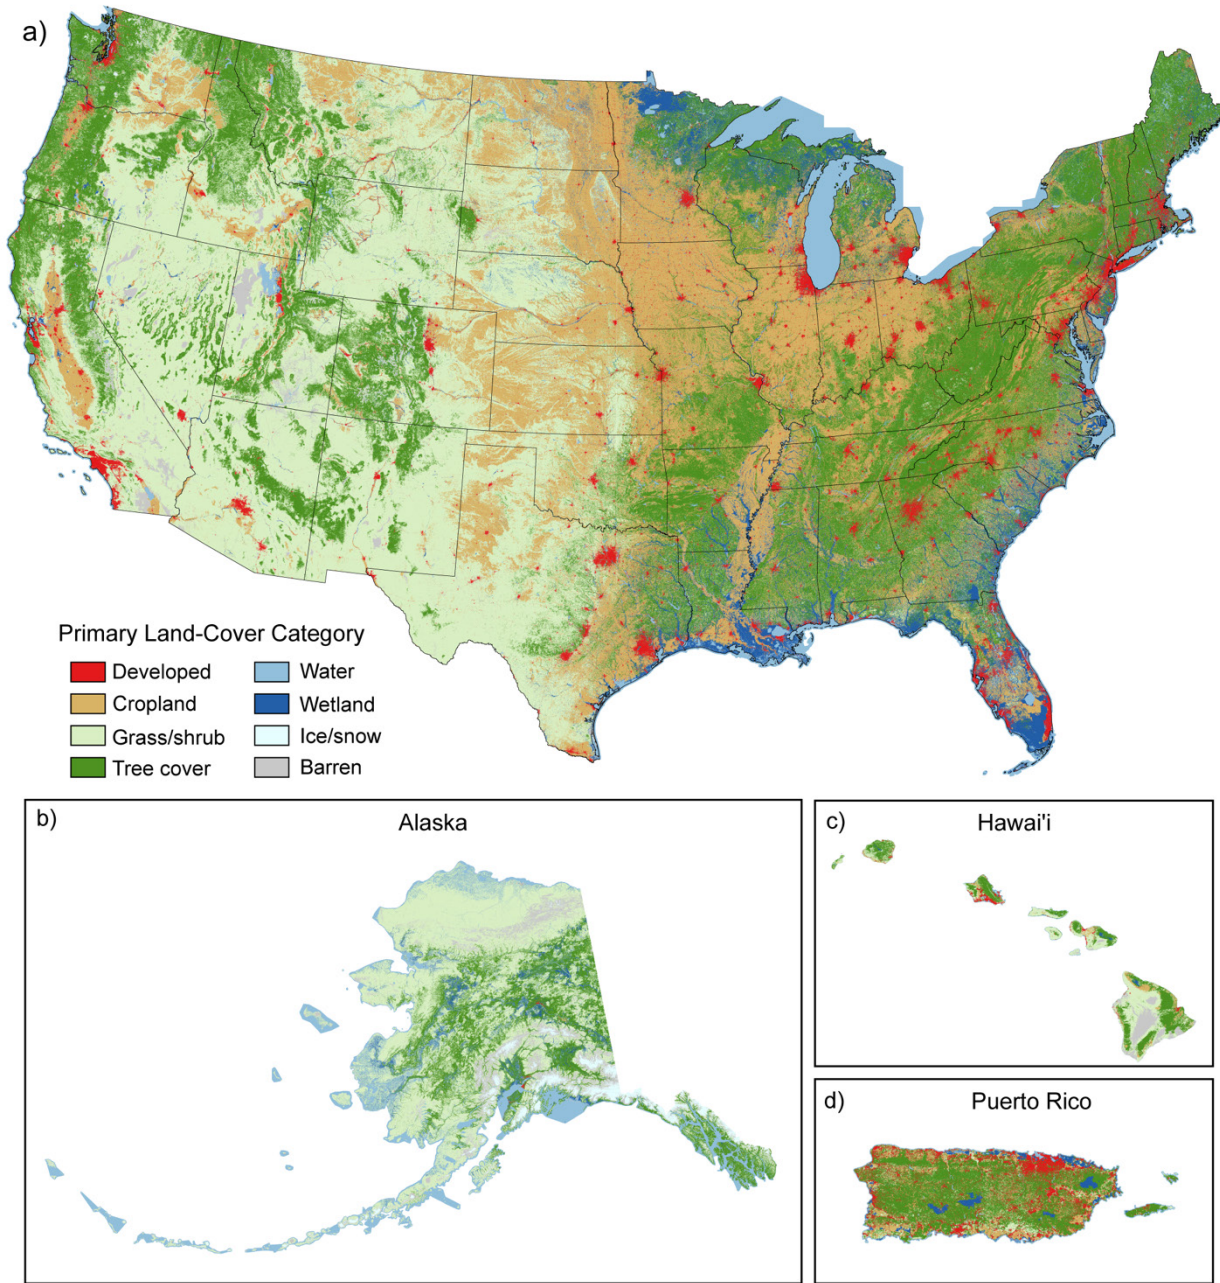 a)
Primary Land-Cover Category
Developed
Water
Cropland
Wetland
Grass/shrub
Ice/snow
Tree cover
Barren
b)
Alaska
c)
Hawai'i
d)
Puerto Rico